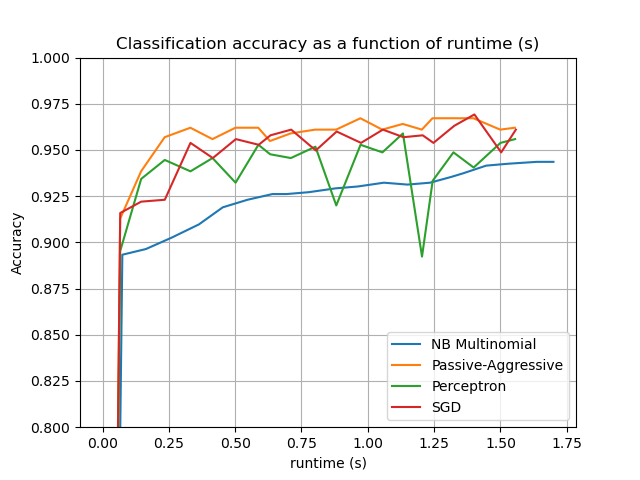 Classification accuracy as a function of runtime (s)
1.000
0.975
0.950
0.925
0.900
0.875
0.850
0.825
0.800
Accuracy
NB Multinomial
Passive-Aggressive
Perceptron
SGD
0.00 0.25 0.50 0.75 1.00 1.25 1.50 1.75
runtime (s)